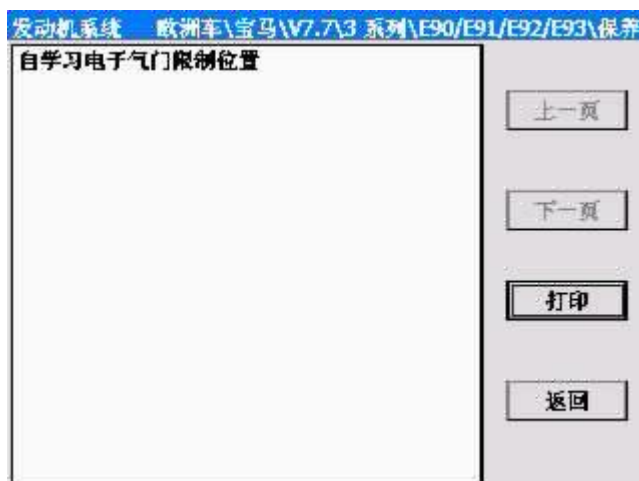 发动机系统 欧洲车\宝马\V7.7\3 系列\E90/E91/E92/E93\保养
自学习电子气门限制位置
上一页
下一页
打印
返回